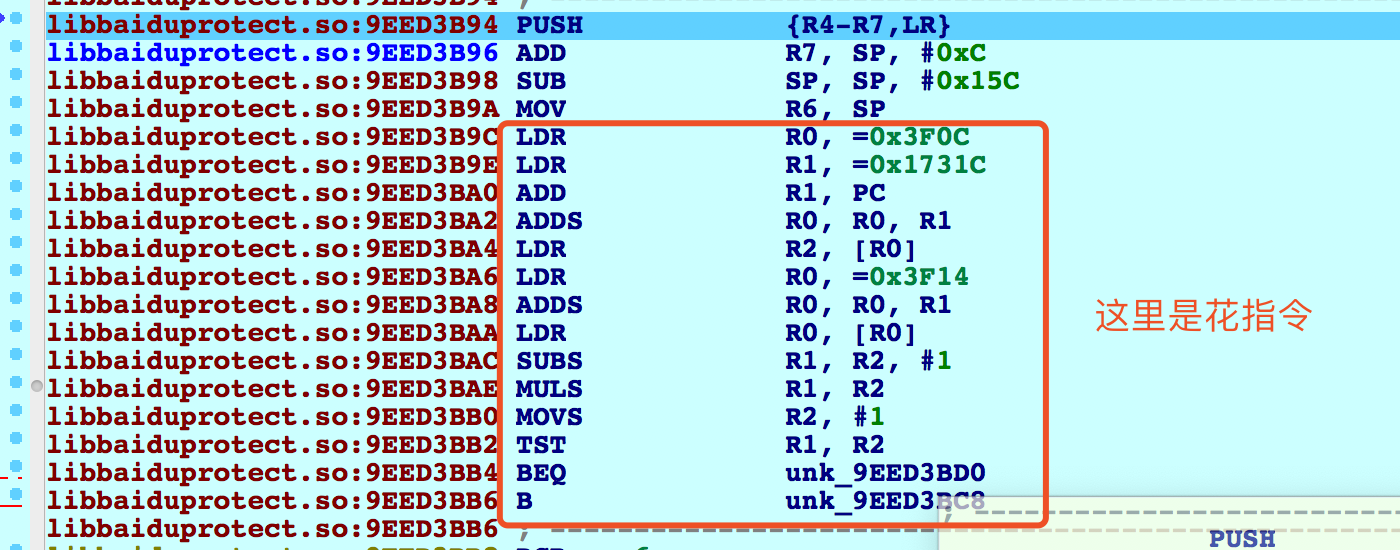 libbaiduprotect.so:9EED3B94 PUSH {R4-R7,LR}
libbaiduprotect.so:9EED3B96 ADD R7, SP, #0xC
libbaiduprotect.so:9EED3B98 SUB SP, SP, #0x15C
libbaiduprotect.so:9EED3B9A MOV R6, SP
libbaiduprotect.so:9EED3B9C LDR R0, =0x3F0C
libbaiduprotect.so:9EED3B9E LDR R1, =0x1731C
libbaiduprotect.so:9EED3BA0 ADD R1, PC
libbaiduprotect.so:9EED3BA2 ADDS R0, R0, R1
libbaiduprotect.so:9EED3BA4 LDR R2, [R0]
libbaiduprotect.so:9EED3BA6 LDR R0, =0x3F14
libbaiduprotect.so:9EED3BA8 ADDS R0, R0, R1
这里是花指令
libbaiduprotect.so:9EED3BAA LDR R0, [R0]
libbaiduprotect.so:9EED3BAC SUBS R1, R2, #1
libbaiduprotect.so:9EED3BAE MULS R1, R2
libbaiduprotect.so:9EED3BB0 MOVS R2, #1
libbaiduprotect.so:9EED3BB2 TST R1, R2
libbaiduprotect.so:9EED3BB4 BEQ unk_9EED3BD0
libbaiduprotect.so:9EED3BB6 B unk_9EED3BC8
libbaiduprotect.so:9EED3BB6 ;
PUSH